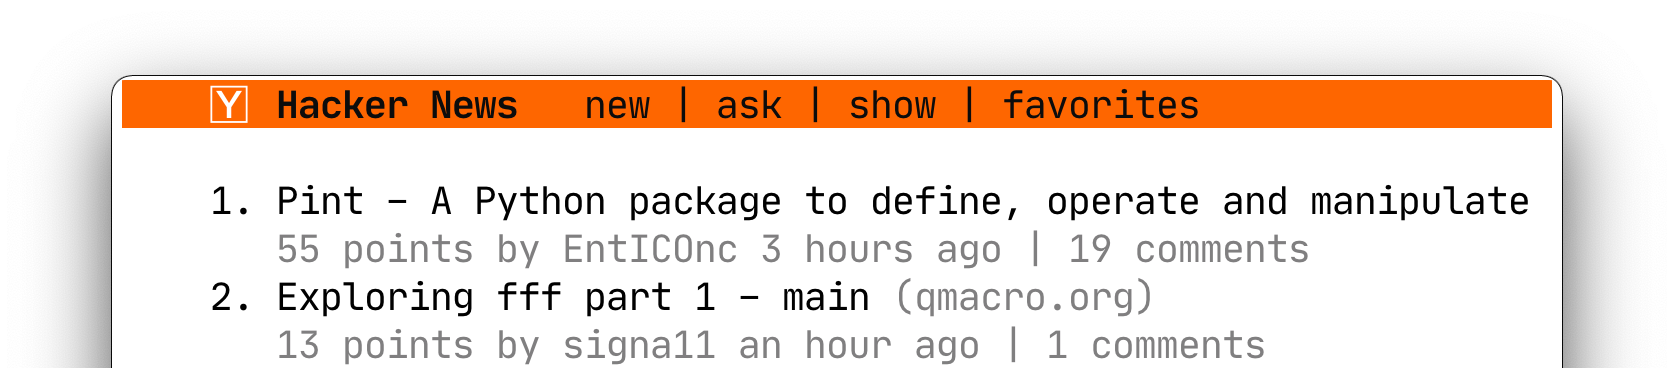 Y Hacker News new | ask | show | favorites
1. Pint – A Python package to define, operate and manipulate
55 points by EntICOnc 3 hours ago | 19 comments
2. Exploring fff part 1 – main (qmacro.org)
13 points by signa11 an hour ago | 1 comments